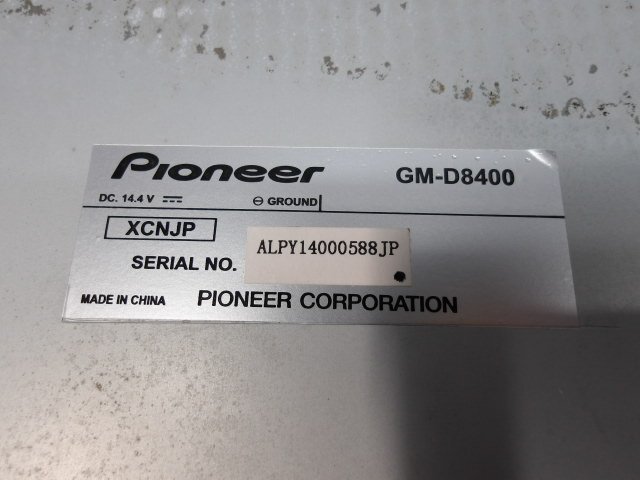 Pioneer GM-D8400
DC. 14.4 V ⎓ ⊖ GROUND
XCNJP
SERIAL NO. ALPY14000588JP
MADE IN CHINA PIONEER CORPORATION